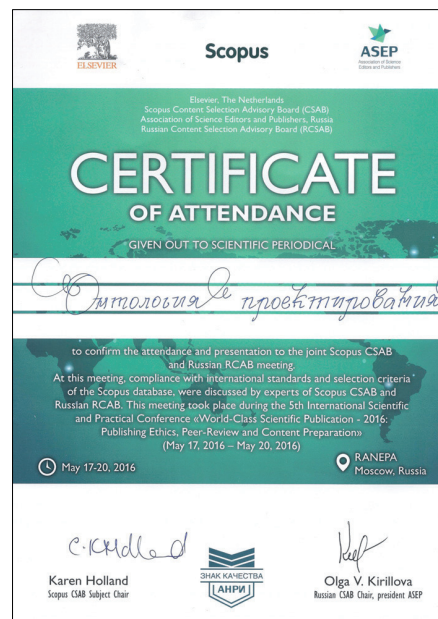 ELSEVIER
Scopus
ASEP
Association of Science
Editors and Publishers
Elsevier, The Netherlands
Scopus Content Selection Advisory Board (CSAB)
Association of Science Editors and Publishers, Russia
Russian Content Selection Advisory Board (RCSAB)
CERTIFICATE
OF ATTENDANCE
GIVEN OUT TO SCIENTIFIC PERIODICAL
Онтология проектирования
to confirm the attendance and presentation to the joint Scopus CSAB
and Russian RCAB meeting.
At this meeting, compliance with international standards and selection criteria
of the Scopus database, were discussed by experts of Scopus CSAB and
Russian RCAB. This meeting took place during the 5th International Scientific
and Practical Conference «World-Class Scientific Publication - 2016:
Publishing Ethics, Peer-Review and Content Preparation»
(May 17, 2016 – May 20, 2016)
May 17-20, 2016
RANEPA
Moscow, Russia
Karen Holland
Scopus CSAB Subject Chair
ЗНАК КАЧЕСТВА
АНРИ
Olga V. Kirillova
Russian CSAB Chair, president ASEP